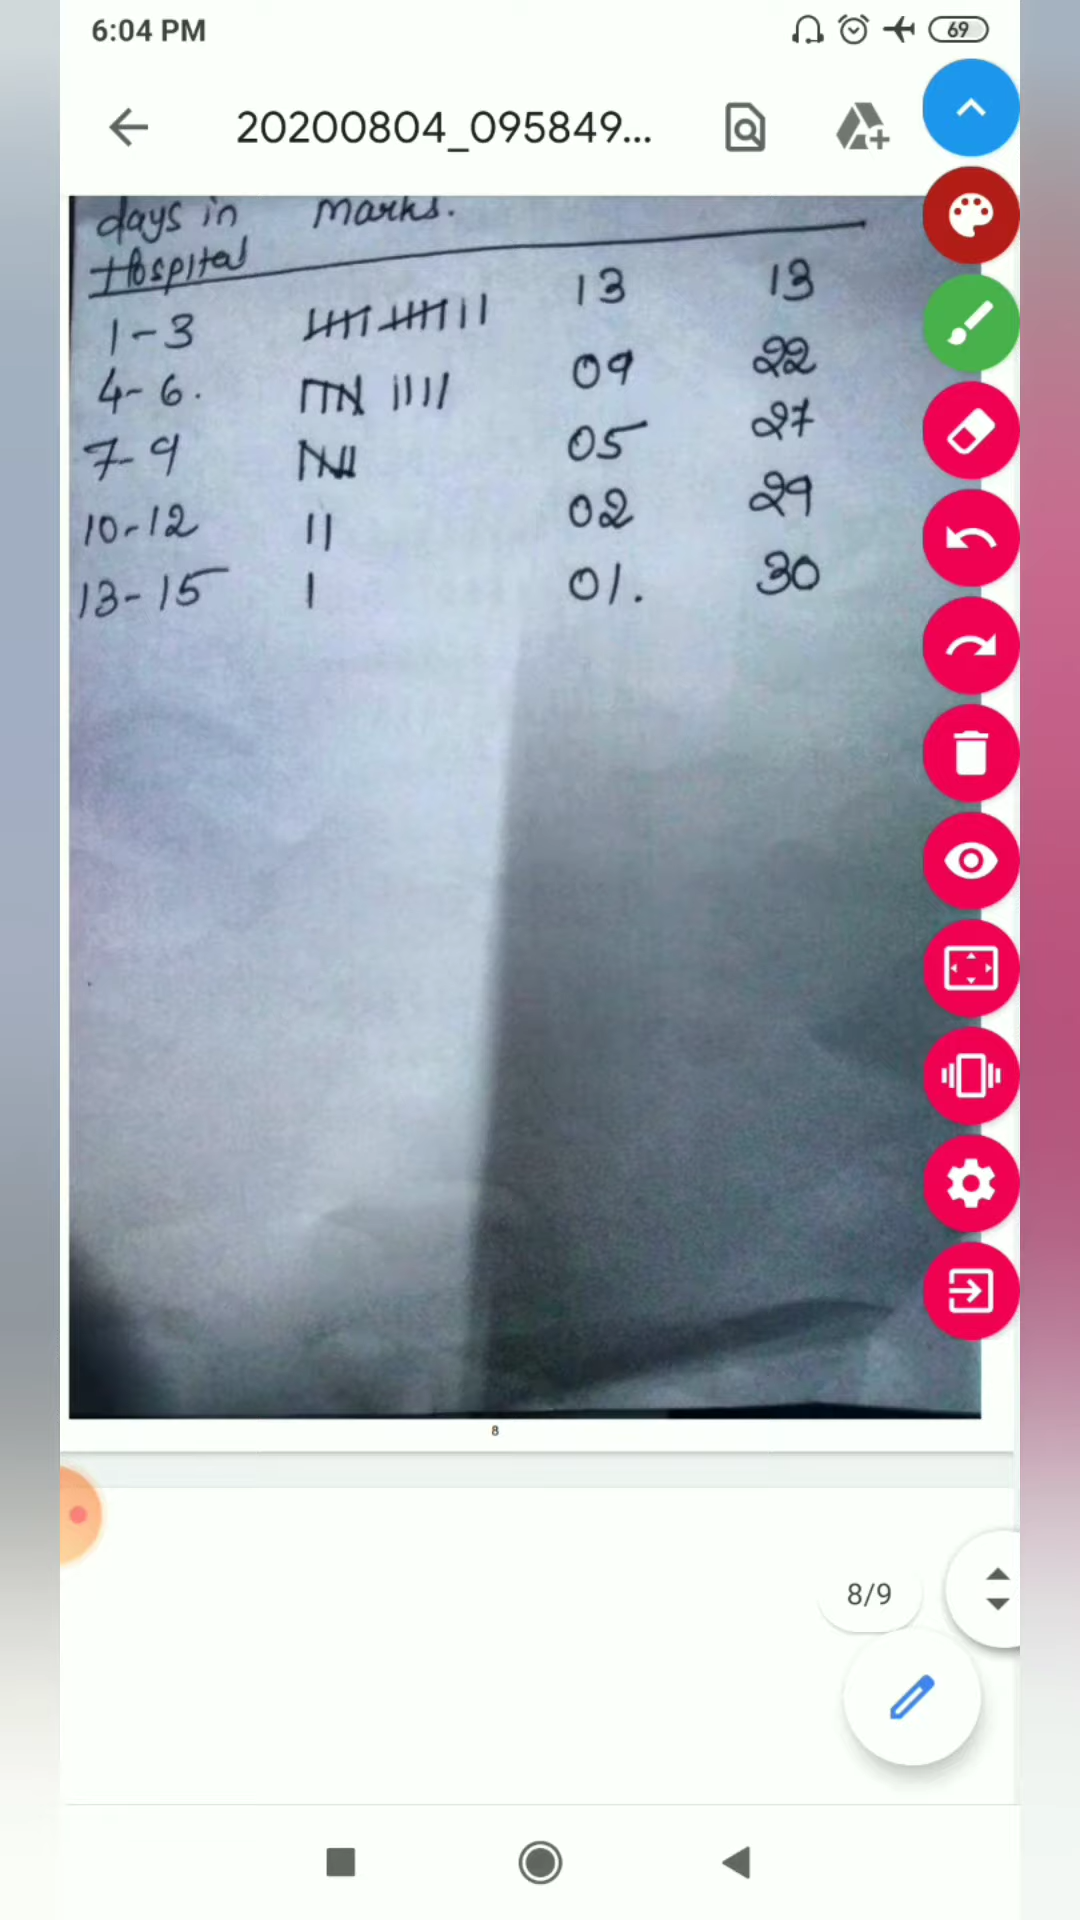 6:04 PM 69
20200804_095849...
days in marks.
Hospital
1-3 13 13
4-6. 09 22
7-9 05 27
10-12 || 02 29
13-15 | 01. 30
8
8/9